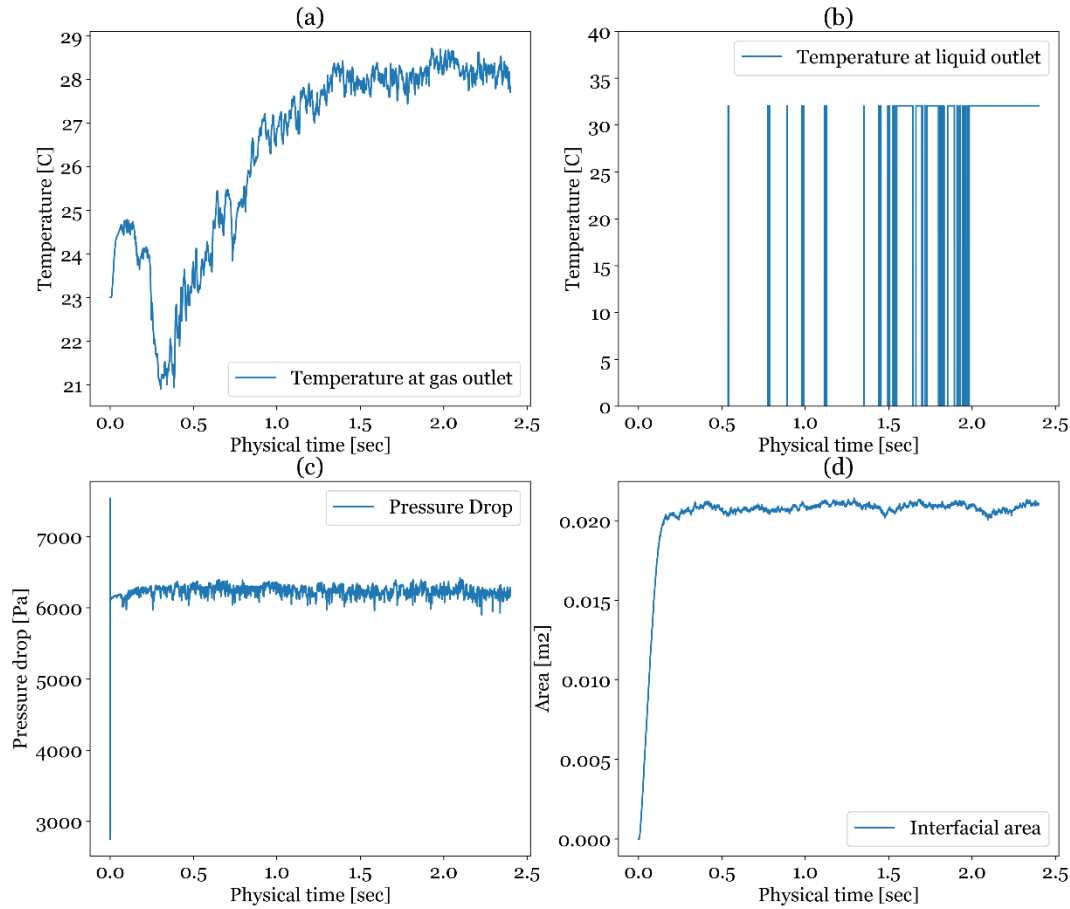 (a)
29
28
27
26
25
24
23
22
21
Temperature [C]
Temperature at gas outlet
0.0 0.5 1.0 1.5 2.0 2.5
Physical time [sec]
(b)
40
35
30
25
20
15
10
5
0
Temperature [C]
Temperature at liquid outlet
0.0 0.5 1.0 1.5 2.0 2.5
Physical time [sec]
(c)
7000
6000
5000
4000
3000
Pressure drop [Pa]
Pressure Drop
0.0 0.5 1.0 1.5 2.0 2.5
Physical time [sec]
(d)
0.020
0.015
0.010
0.005
0.000
Area [m2]
Interfacial area
0.0 0.5 1.0 1.5 2.0 2.5
Physical time [sec]